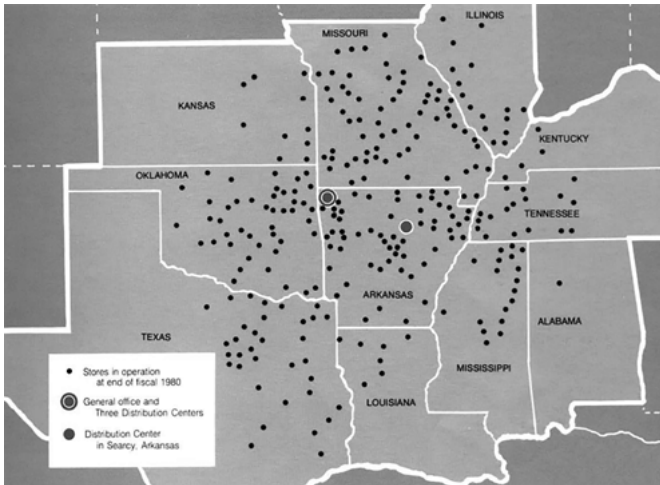 ILLINOIS
MISSOURI
KANSAS
KENTUCKY
OKLAHOMA
TENNESSEE
ARKANSAS
ALABAMA
TEXAS
MISSISSIPPI
LOUISIANA
Stores in operation
at end of fiscal 1980
General office and
Three Distribution Centers
Distribution Center
in Searcy, Arkansas